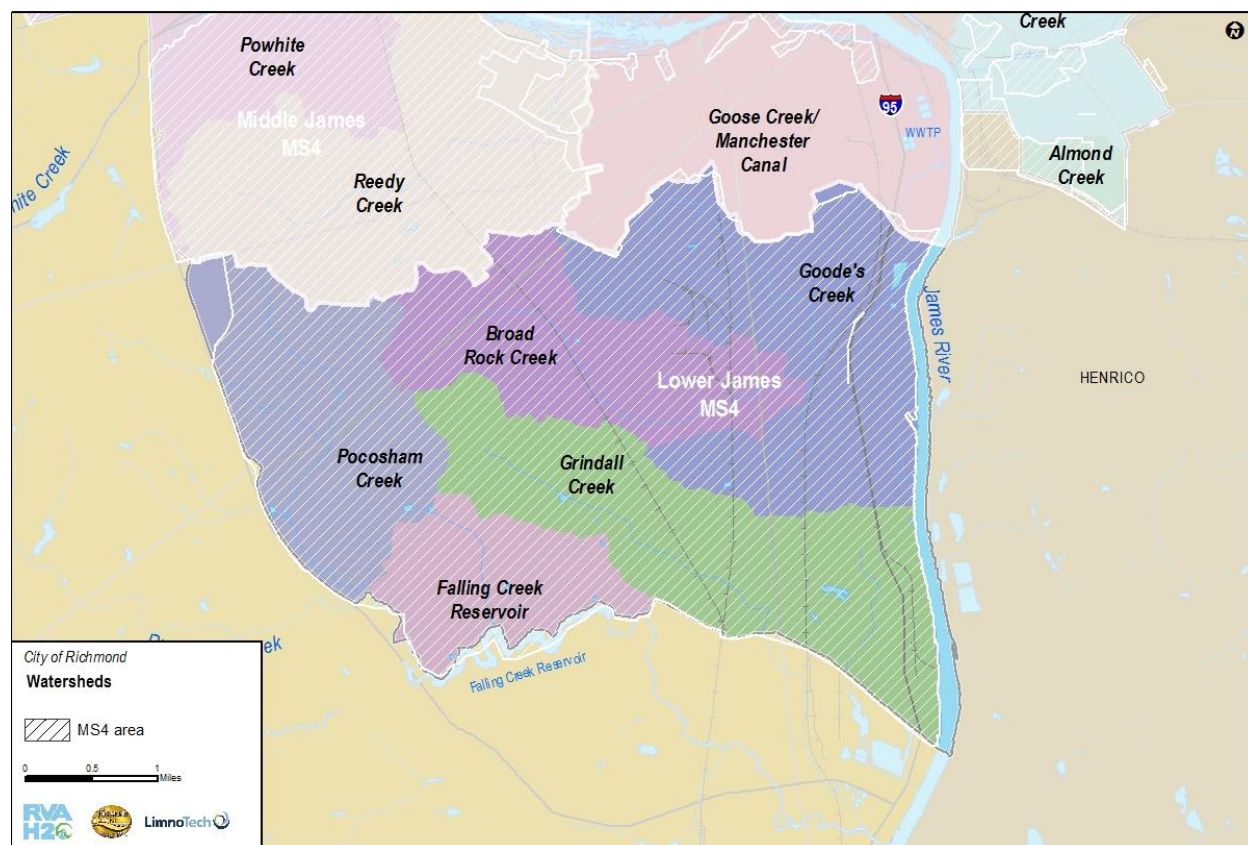 Creek
N
Powhite
Creek
Middle James
MS4
95
Goose Creek/
Manchester
Canal
WWTP
Almond
Creek
Reedy
Creek
hite Creek
Goode's
Creek
James River
Broad
Rock Creek
Lower James
MS4
HENRICO
Pocosham
Creek
Grindall
Creek
Falling Creek
Reservoir
ek
Falling Creek Reservoir
City of Richmond
Watersheds
MS4 area
0 0.5 1
Miles
RVA
H2O
LimnoTech